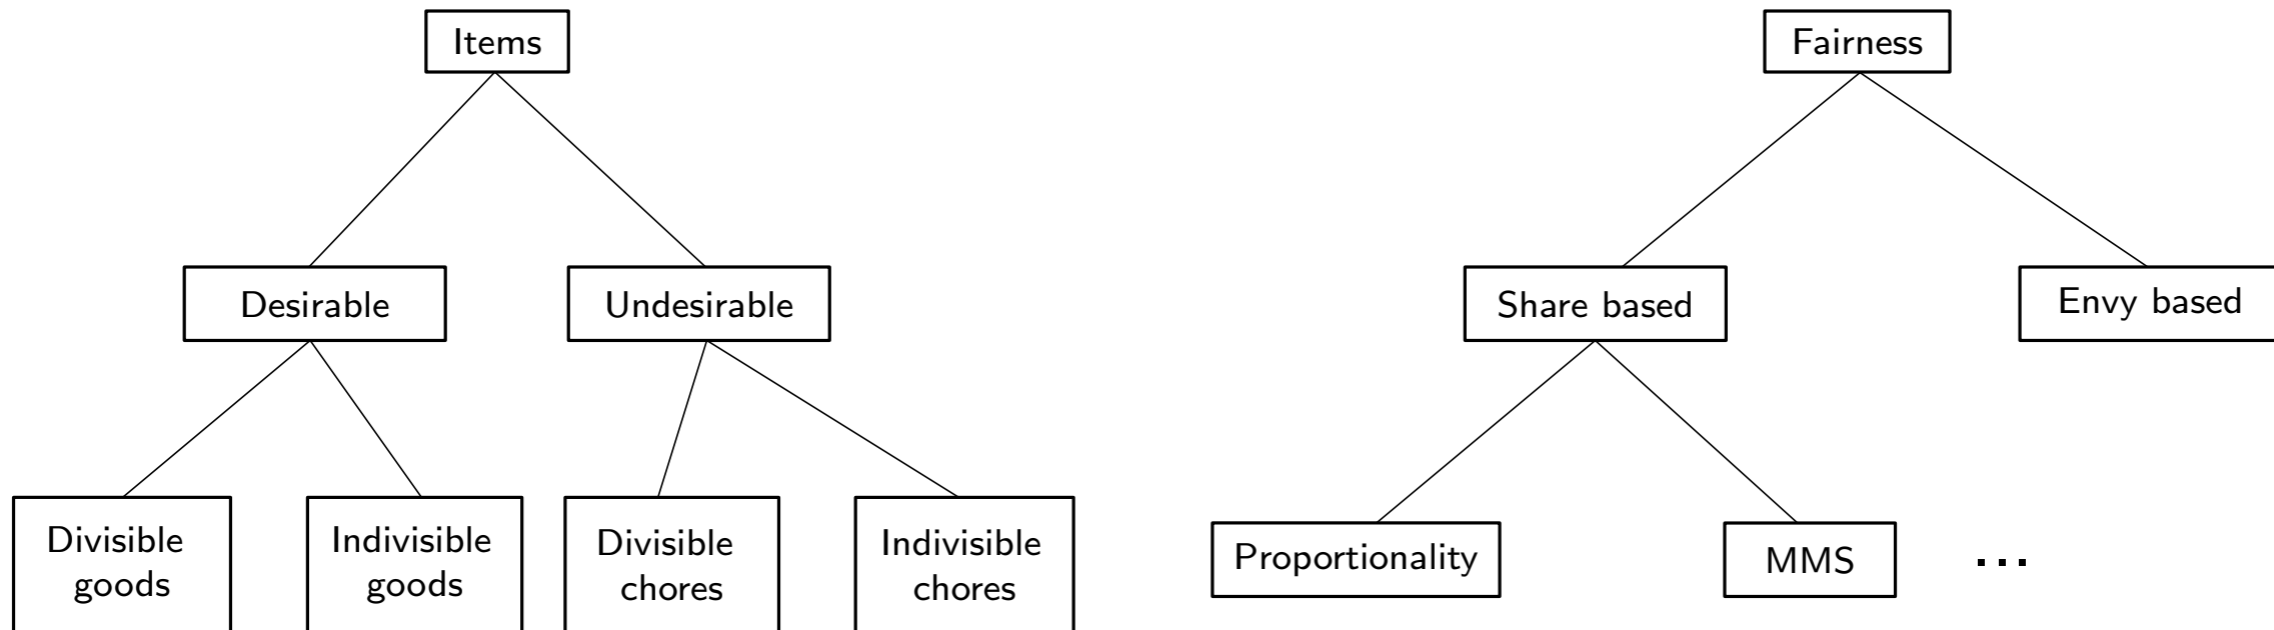 Items
Fairness
Desirable
Undesirable
Share based
Envy based
Divisible
goods
Indivisible
goods
Divisible
chores
Indivisible
chores
Proportionality
MMS
...